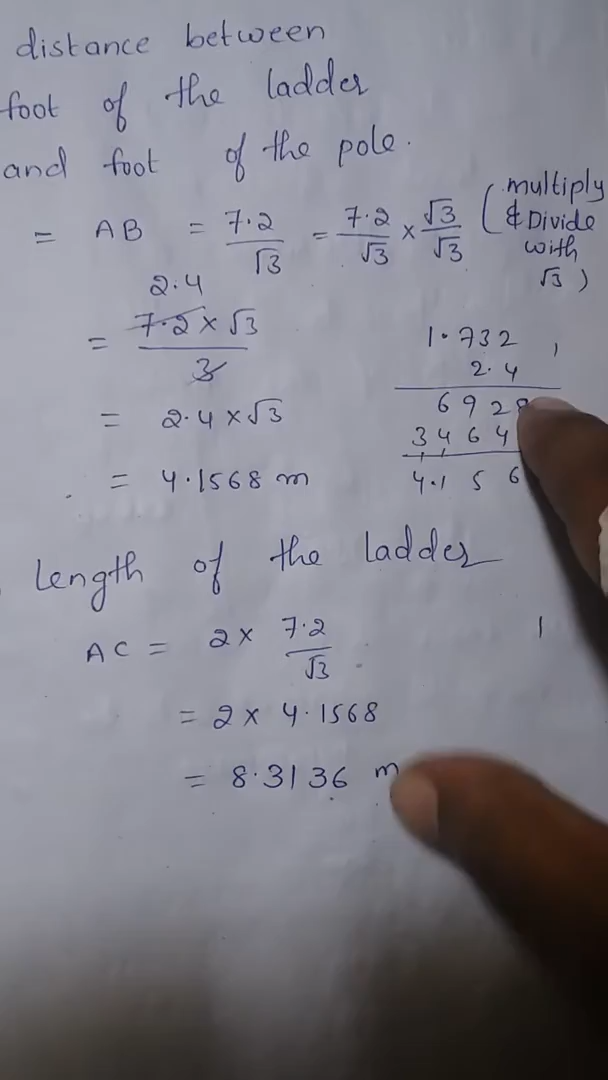 distance between
foot of the ladder
and foot of the pole.
= AB = 7.2/√3 = 7.2/√3 × √3/√3 (multiply & Divide with √3)
2.4
= 7.2 × √3 / 3
= 2.4 × √3
= 4.1568 m
1.732
2.4
6928
3464
4.156
Length of the ladder
AC = 2 × 7.2/√3
= 2 × 4.1568
= 8.3136 m